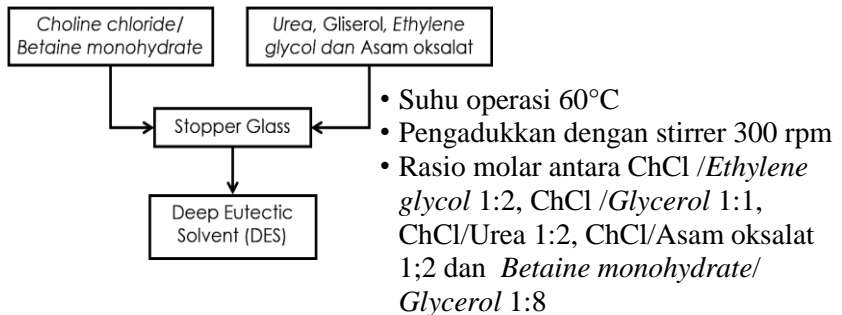 Choline chloride/
Betaine monohydrate
Urea, Gliserol, Ethylene
glycol dan Asam oksalat
Stopper Glass
Deep Eutectic
Solvent (DES)
• Suhu operasi 60°C
• Pengadukkan dengan stirrer 300 rpm
• Rasio molar antara ChCl /Ethylene
glycol 1:2, ChCl /Glycerol 1:1,
ChCl/Urea 1:2, ChCl/Asam oksalat
1;2 dan Betaine monohydrate/
Glycerol 1:8